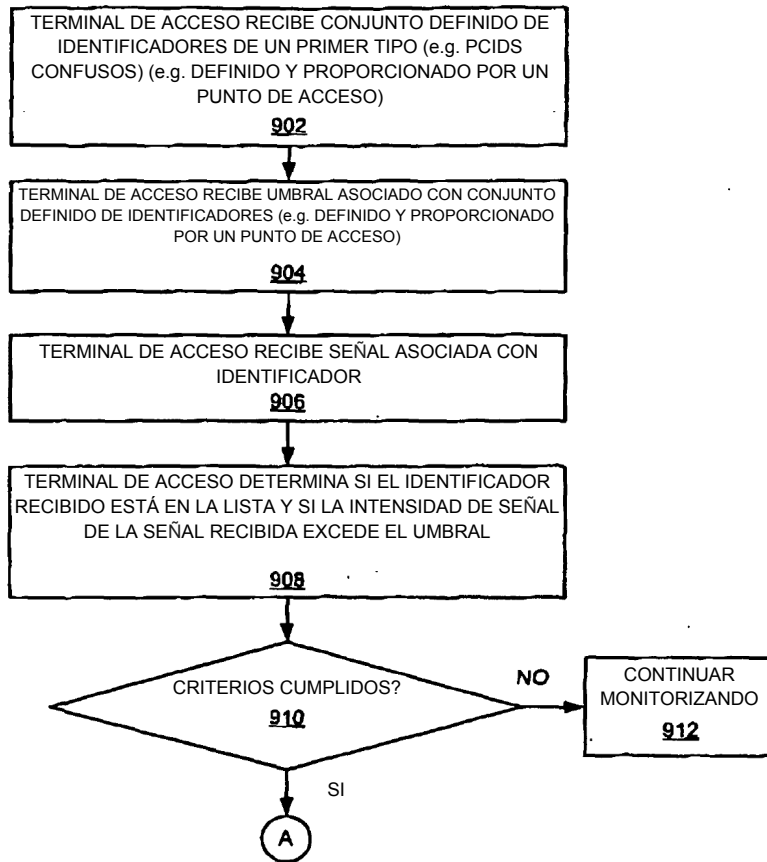 TERMINAL DE ACCESO RECIBE CONJUNTO DEFINIDO DE
IDENTIFICADORES DE UN PRIMER TIPO (e.g. PCIDS
CONFUSOS) (e.g. DEFINIDO Y PROPORCIONADO POR UN
PUNTO DE ACCESO)
902
TERMINAL DE ACCESO RECIBE UMBRAL ASOCIADO CON CONJUNTO
DEFINIDO DE IDENTIFICADORES (e.g. DEFINIDO Y PROPORCIONADO
POR UN PUNTO DE ACCESO)
904
TERMINAL DE ACCESO RECIBE SEÑAL ASOCIADA CON
IDENTIFICADOR
906
TERMINAL DE ACCESO DETERMINA SI EL IDENTIFICADOR
RECIBIDO ESTÁ EN LA LISTA Y SI LA INTENSIDAD DE SEÑAL
DE LA SEÑAL RECIBIDA EXCEDE EL UMBRAL
908
CRITERIOS CUMPLIDOS?
910
NO
CONTINUAR
MONITORIZANDO
912
SI
A